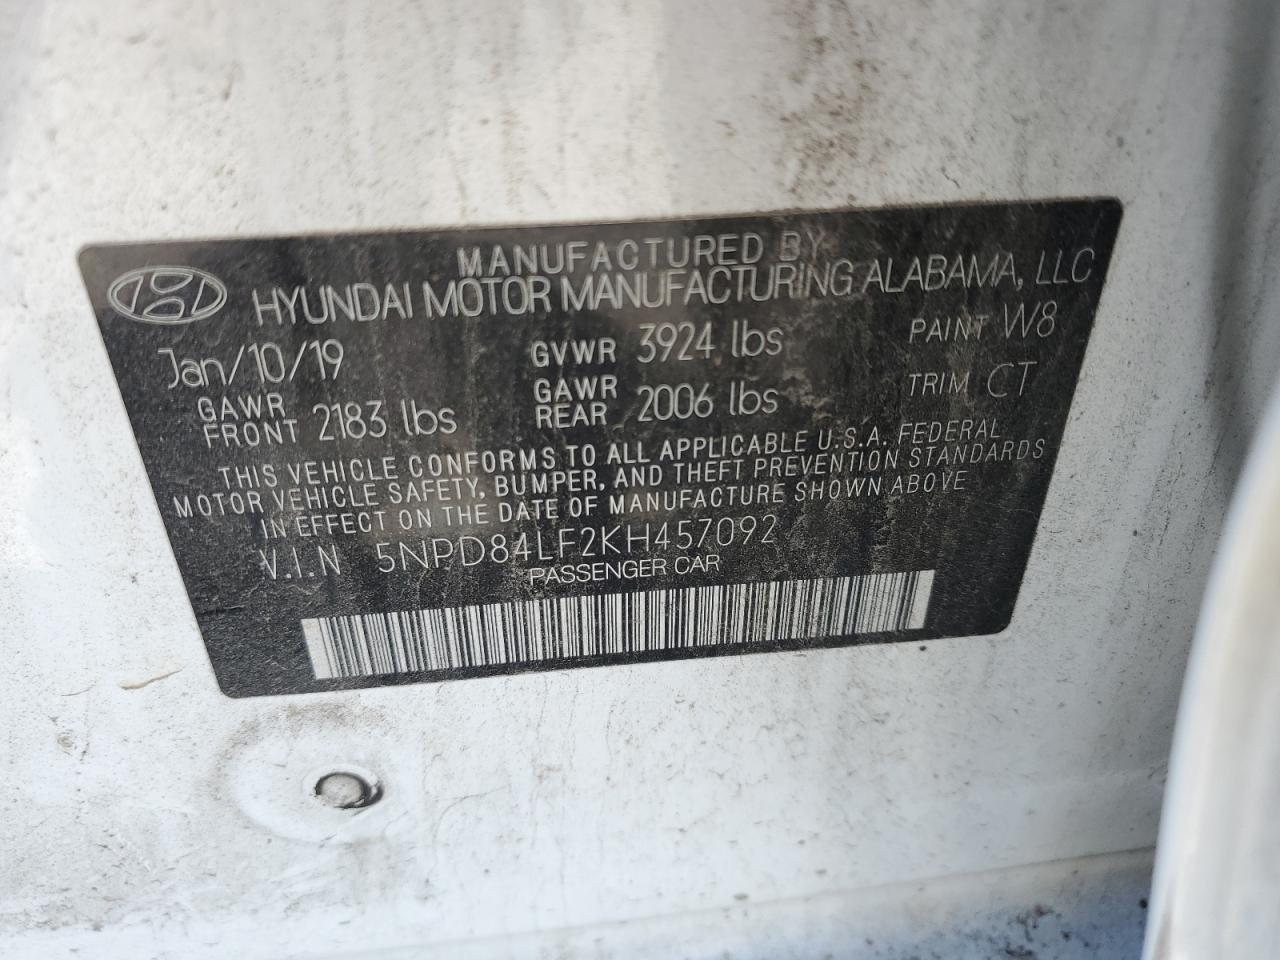 MANUFACTURED BY
HYUNDAI MOTOR MANUFACTURING ALABAMA, LLC
Jan/10/19 GVWR 3924 lbs PAINT W8
GAWR FRONT 2183 lbs GAWR REAR 2006 lbs TRIM CT
THIS VEHICLE CONFORMS TO ALL APPLICABLE U.S.A. FEDERAL
MOTOR VEHICLE SAFETY, BUMPER, AND THEFT PREVENTION STANDARDS
IN EFFECT ON THE DATE OF MANUFACTURE SHOWN ABOVE
V.I.N 5NPD84LF2KH457092
PASSENGER CAR